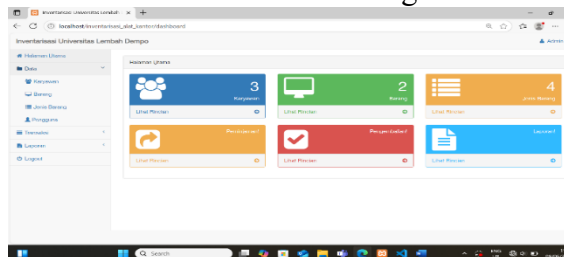 Inventarisasi Universitas Lembah
localhost/inventarisasi_alat_kantor/dashboard
Inventarisasi Universitas Lembah Dempo
Admin
Halaman Utama
Data
Karyawan
Barang
Jenis Barang
Pengguna
Transaksi
Laporan
Logout
Halaman Utama
3
Karyawan
Lihat Rincian
2
Barang
Lihat Rincian
4
Jenis Barang
Lihat Rincian
Peminjaman!
Lihat Rincian
Pengembalian!
Lihat Rincian
Laporan!
Lihat Rincian
Search